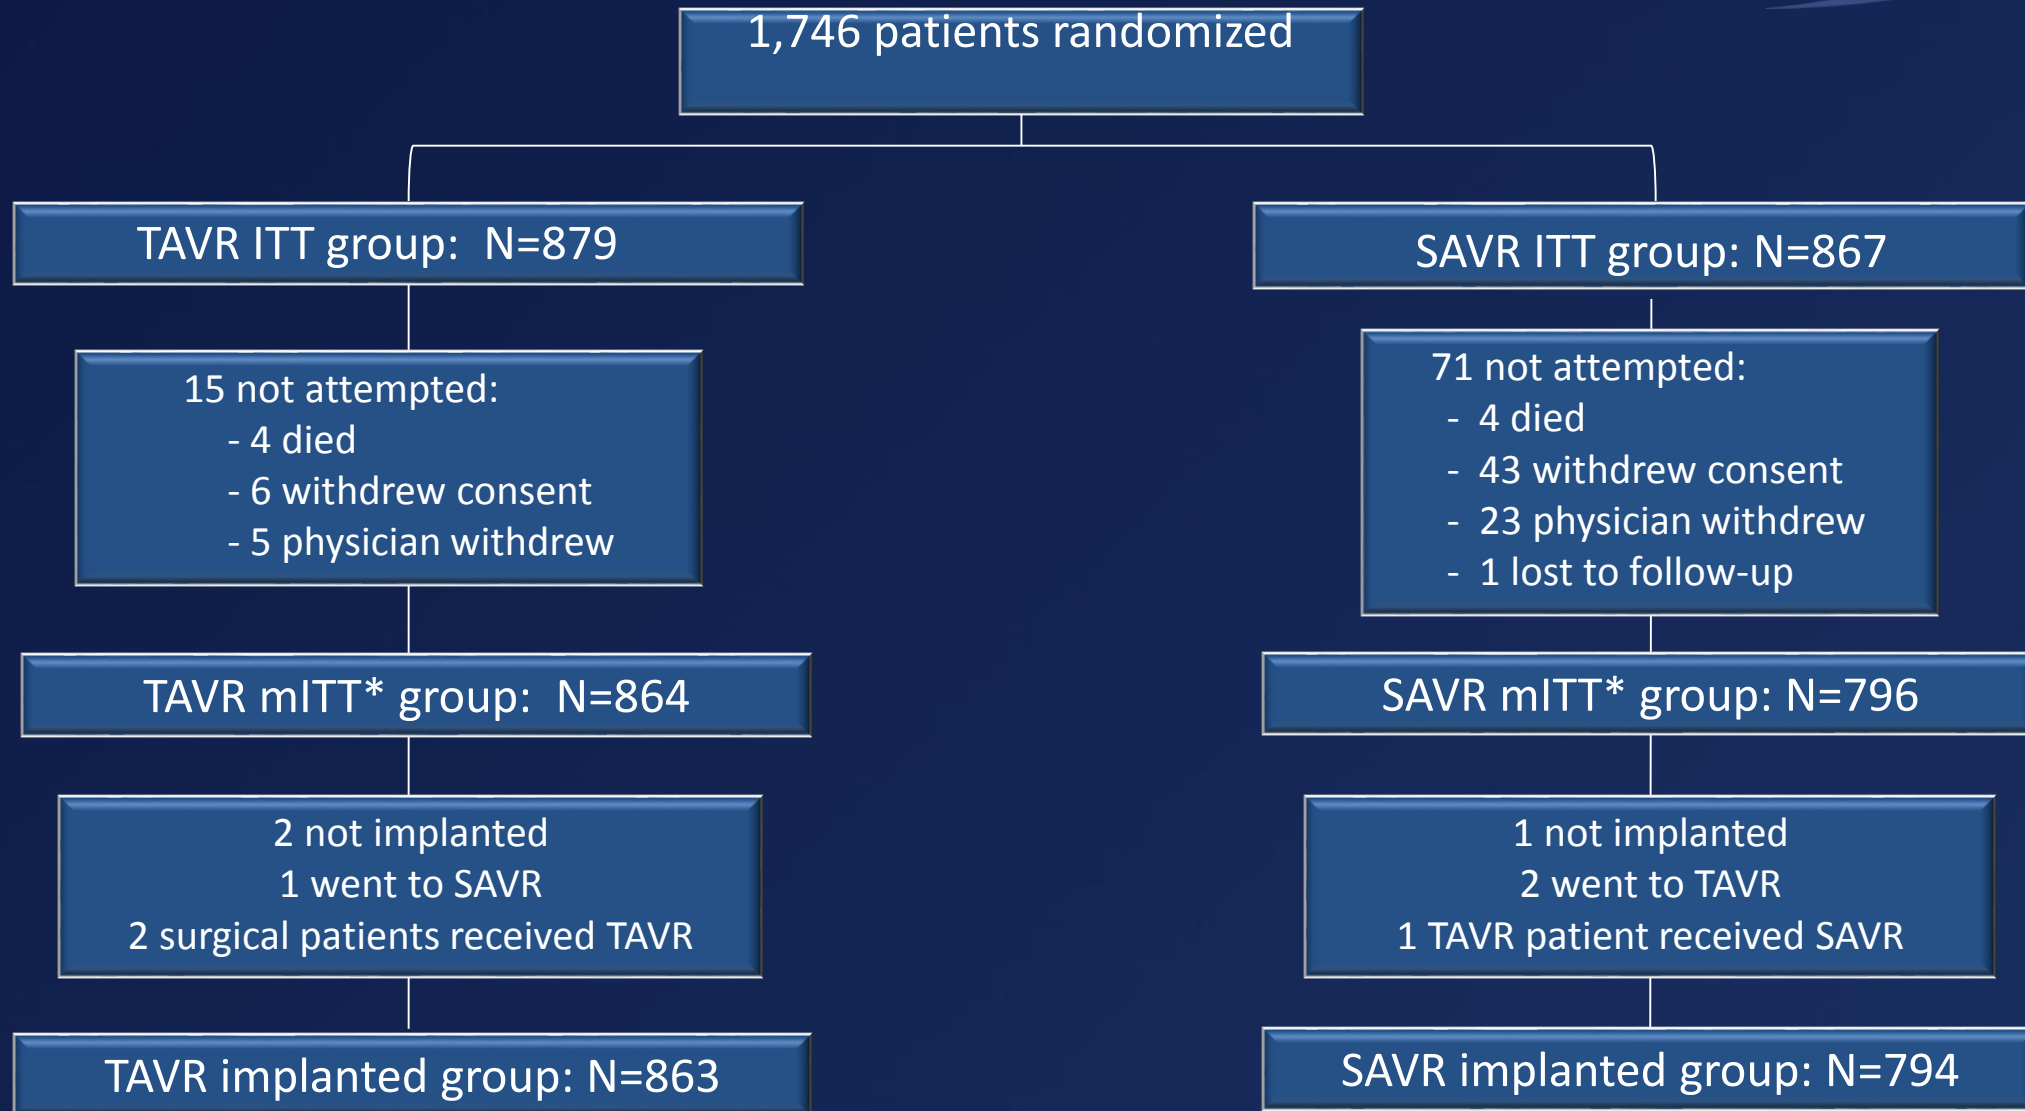 1,746 patients randomized
TAVR ITT group: N=879
15 not attempted:
- 4 died
- 6 withdrew consent
- 5 physician withdrew
TAVR mITT* group: N=864
2 not implanted
1 went to SAVR
2 surgical patients received TAVR
TAVR implanted group: N=863
SAVR ITT group: N=867
71 not attempted:
- 4 died
- 43 withdrew consent
- 23 physician withdrew
- 1 lost to follow-up
SAVR mITT* group: N=796
1 not implanted
2 went to TAVR
1 TAVR patient received SAVR
SAVR implanted group: N=794